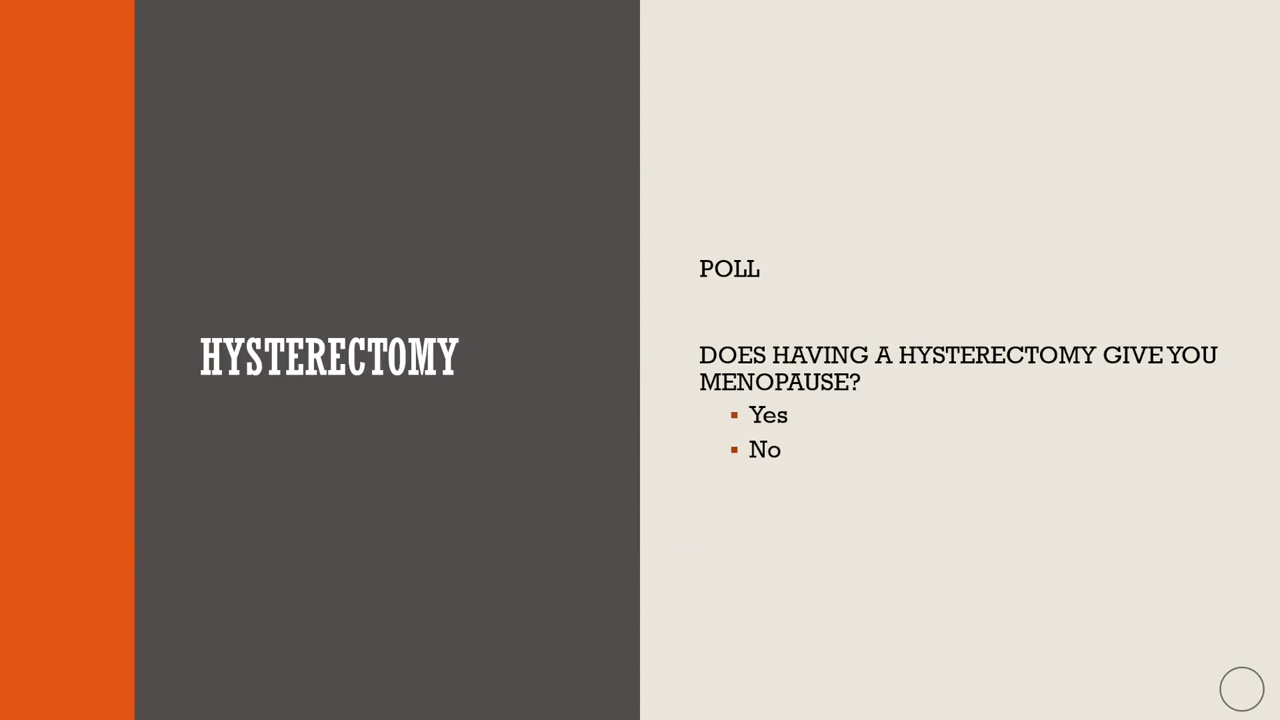 HYSTERECTOMY
POLL
DOES HAVING A HYSTERECTOMY GIVE YOU
MENOPAUSE?
Yes
No